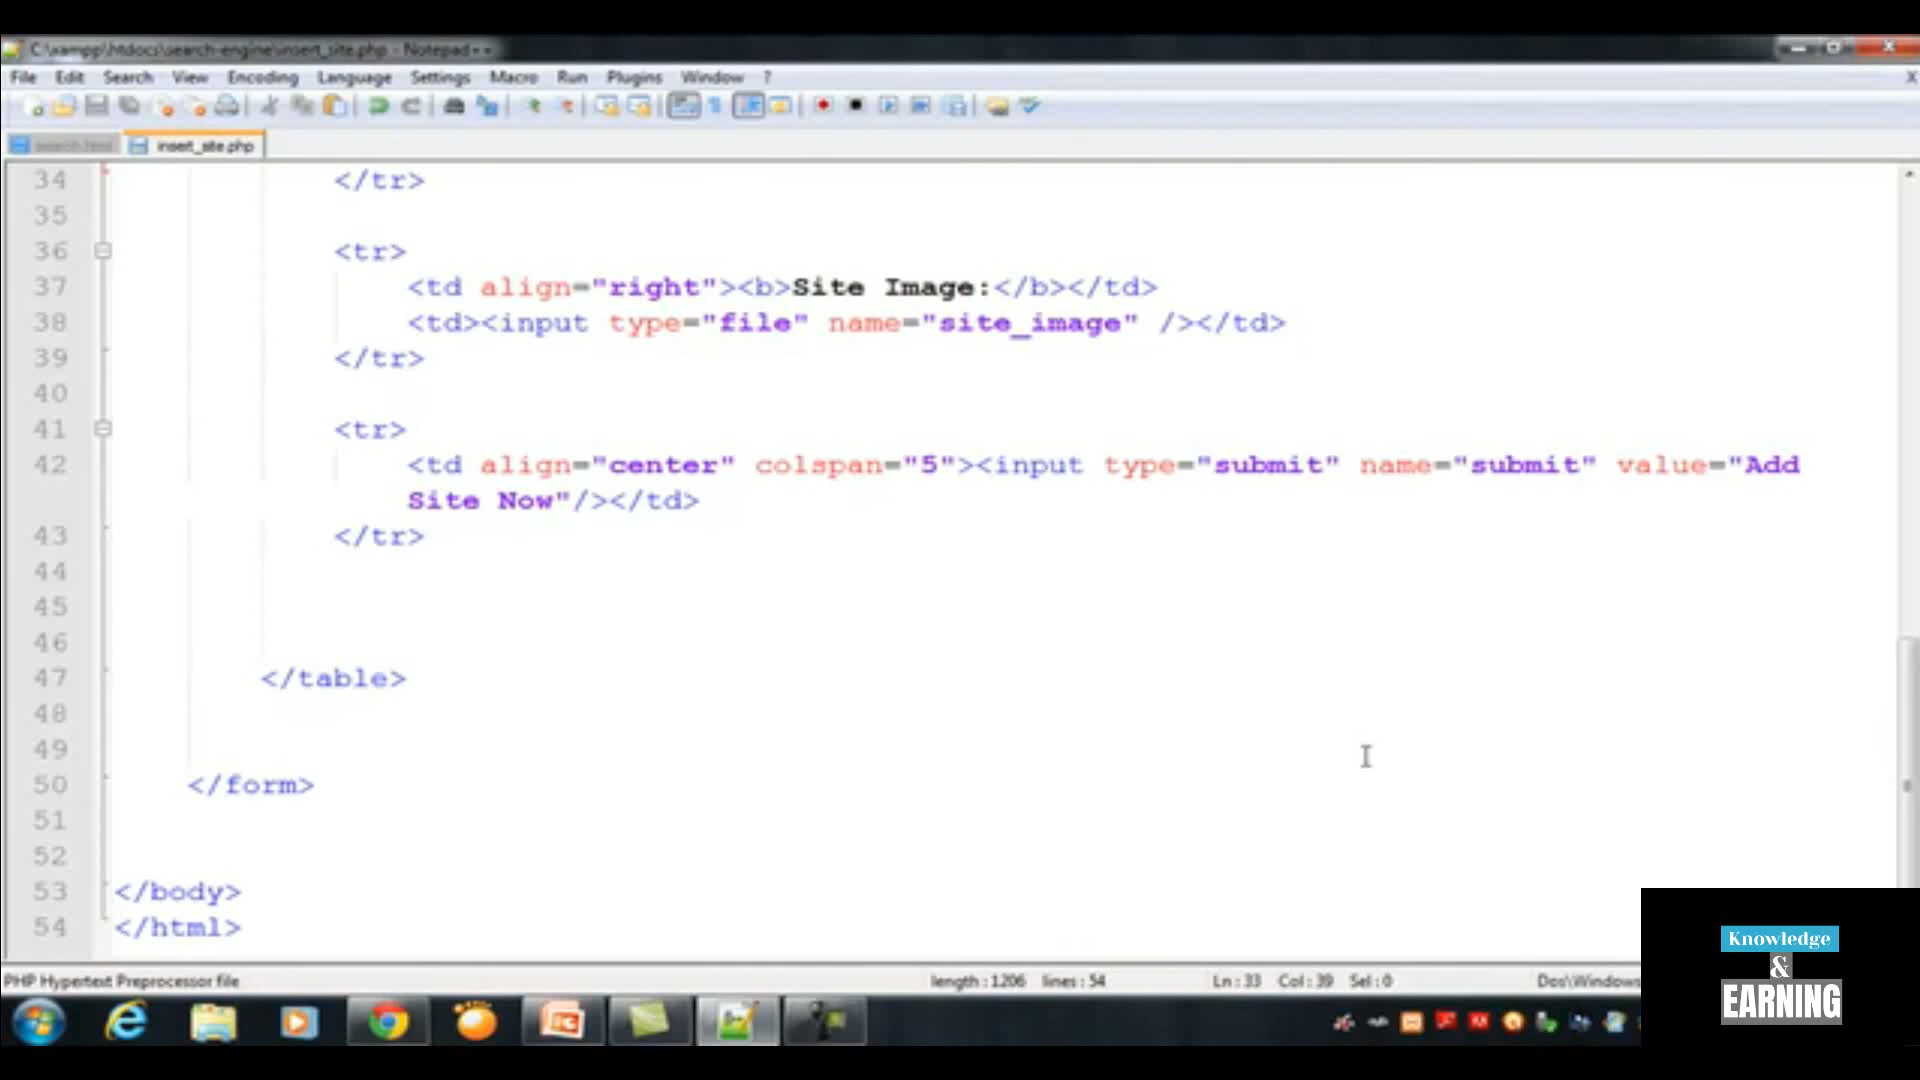 C:\xampp\htdocs\search-engine\insert_site.php - Notepad++
File Edit Search View Encoding Language Settings Macro Run Plugins Window ? X
search.html insert_site.php
34 </tr>
35
36 <tr>
37 <td align="right"><b>Site Image:</b></td>
38 <td><input type="file" name="site_image" /></td>
39 </tr>
40
41 <tr>
42 <td align="center" colspan="5"><input type="submit" name="submit" value="Add
Site Now"/></td>
43 </tr>
44
45
46
47 </table>
48
49
50 </form>
51
52
53 </body>
54 </html>
PHP Hypertext Preprocessor file length : 1206 lines : 54 Ln : 33 Col : 39 Sel : 0 Dos\Windows
Knowledge
&
EARNING